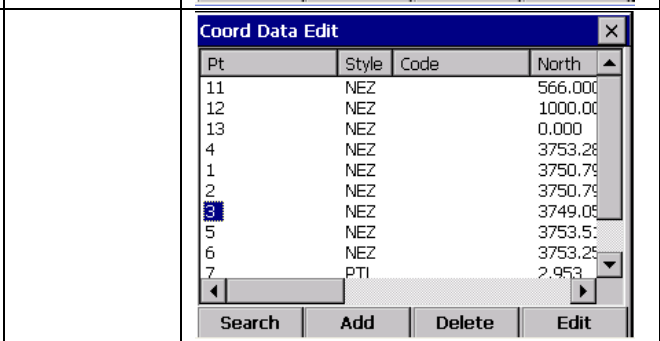 Coord Data Edit
Pt Style Code North
11 NEZ 566.000
12 NEZ 1000.00
13 NEZ 0.000
4 NEZ 3753.28
1 NEZ 3750.79
2 NEZ 3750.79
3 NEZ 3749.05
5 NEZ 3753.5
6 NEZ 3753.25
7 PTL 2.953
Search Add Delete Edit